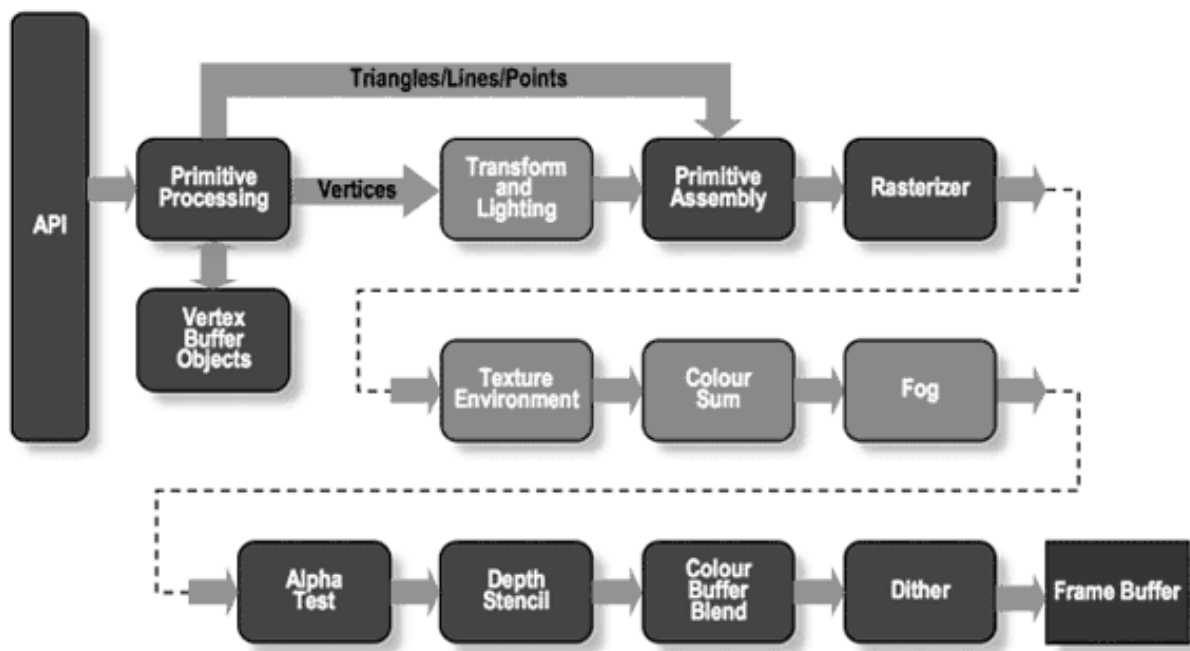 Triangles/Lines/Points
API
Primitive
Processing
Vertices
Transform
and
Lighting
Primitive
Assembly
Rasterizer
Vertex
Buffer
Objects
Texture
Environment
Colour
Sum
Fog
Alpha
Test
Depth
Stencil
Colour
Buffer
Blend
Dither
Frame Buffer